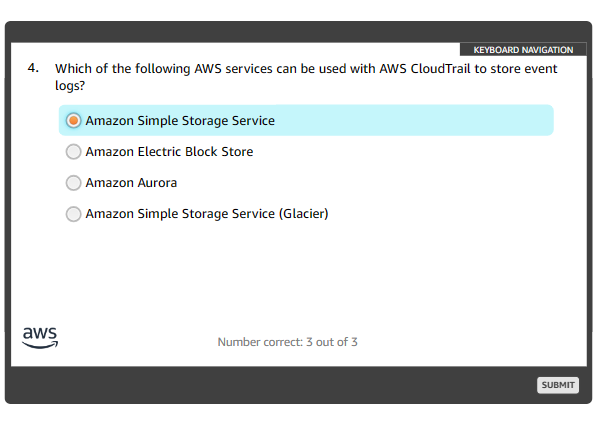 KEYBOARD NAVIGATION
4. Which of the following AWS services can be used with AWS CloudTrail to store event
logs?
Amazon Simple Storage Service
Amazon Electric Block Store
Amazon Aurora
Amazon Simple Storage Service (Glacier)
aws
Number correct: 3 out of 3
SUBMIT